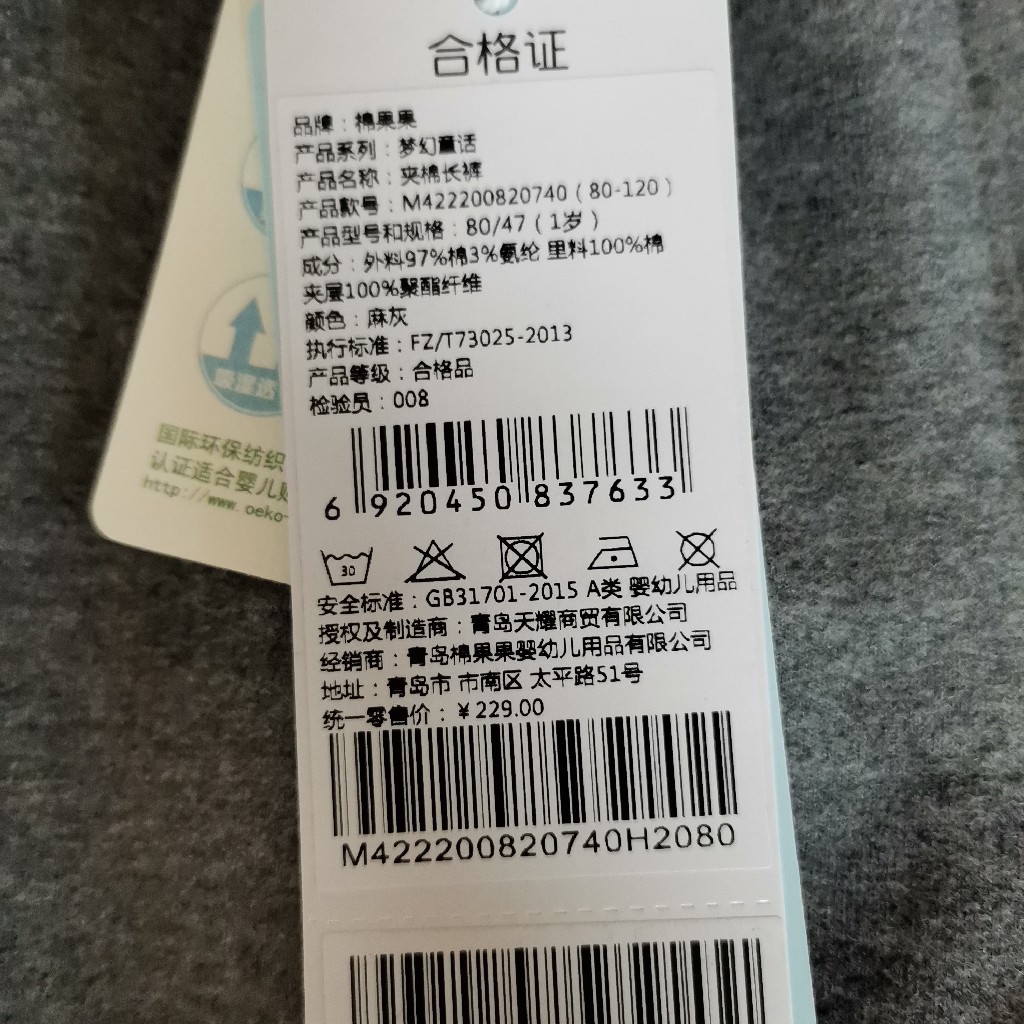 合格证
品牌：棉果果
产品系列：梦幻童话
产品名称：夹棉长裤
产品款号：M422200820740（80-120）
产品型号和规格：80/47（1岁）
成分：外料97%棉3%氨纶 里料100%棉
夹层100%聚酯纤维
颜色：麻灰
执行标准：FZ/T73025-2013
产品等级：合格品
检验员：008
6 920450 837633
30
安全标准：GB31701-2015 A类 婴幼儿用品
授权及制造商：青岛天耀商贸有限公司
经销商：青岛棉果果婴幼儿用品有限公司
地址：青岛市 市南区 太平路51号
统一零售价：¥229.00
M422200820740H2080
国际环保纺织
认证适合婴儿
http://www.oeko-